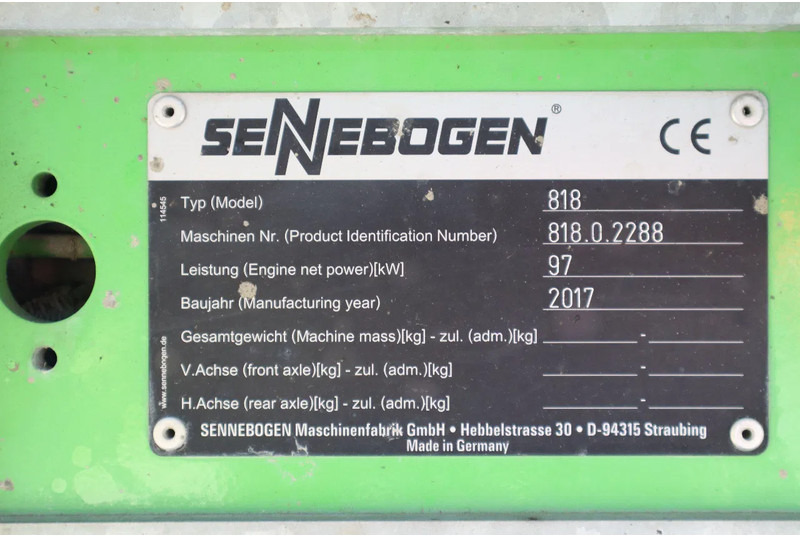 SENNEBOGEN®
CE
Typ (Model) 818
Maschinen Nr. (Product Identification Number) 818.0.2288
Leistung (Engine net power)[kW] 97
Baujahr (Manufacturing year) 2017
Gesamtgewicht (Machine mass)[kg] - zul. (adm.)[kg] -
V.Achse (front axle)[kg] - zul. (adm.)[kg] -
H.Achse (rear axle)[kg] - zul. (adm.)[kg] -
SENNEBOGEN Maschinenfabrik GmbH • Hebbelstrasse 30 • D-94315 Straubing
Made in Germany
114545
www.sennebogen.de